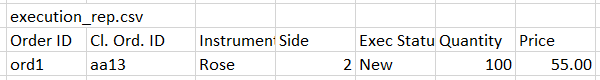 execution_rep.csv
Order ID Cl. Ord. ID Instrument Side Exec Statu Quantity Price
ord1 aa13 Rose 2 New 100 55.00